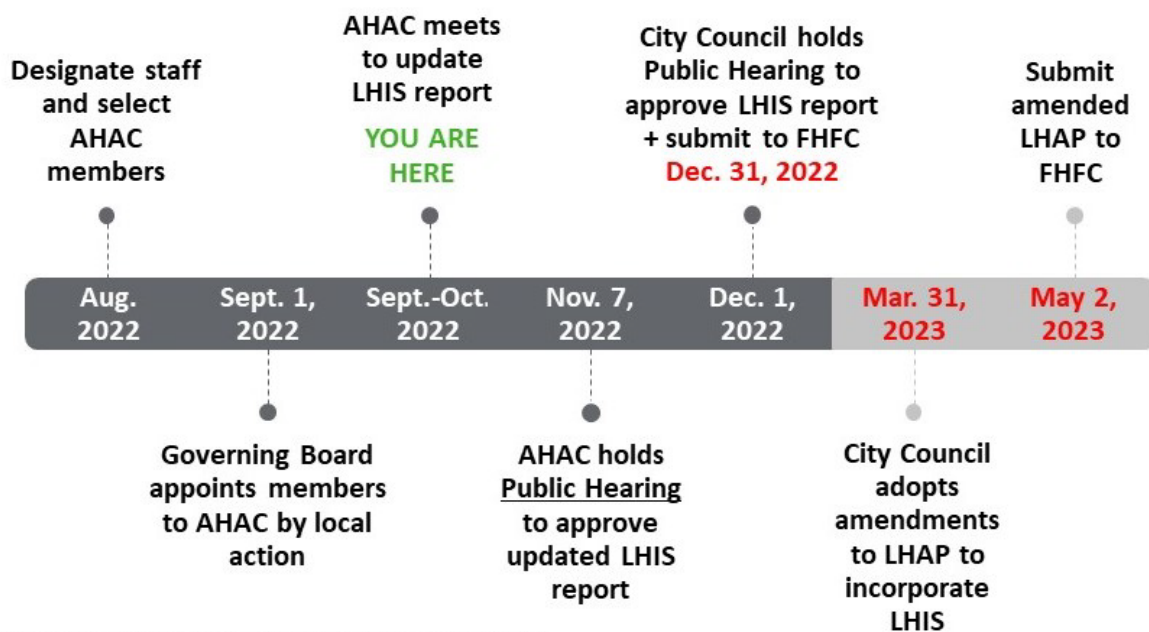 Designate staff
and select
AHAC
members
AHAC meets
to update
LHIS report
YOU ARE
HERE
City Council holds
Public Hearing to
approve LHIS report
+ submit to FHFC
Dec. 31, 2022
Submit
amended
LHAP to
FHFC
Aug.
2022
Sept. 1,
2022
Sept.-Oct.
2022
Nov. 7,
2022
Dec. 1,
2022
Mar. 31,
2023
May 2,
2023
Governing Board
appoints members
to AHAC by local
action
AHAC holds
Public Hearing
to approve
updated LHIS
report
City Council
adopts
amendments
to LHAP to
incorporate
LHIS